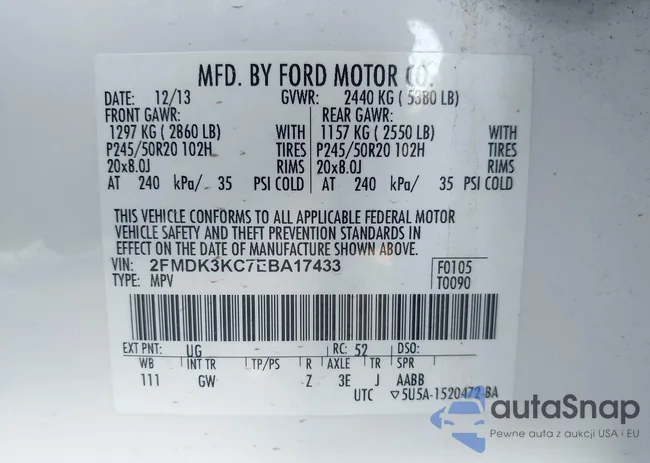 MFD. BY FORD MOTOR CO.
DATE: 12/13 GVWR: 2440 KG ( 5380 LB)
FRONT GAWR: REAR GAWR:
1297 KG ( 2860 LB) WITH 1157 KG ( 2550 LB) WITH
P245/50R20 102H TIRES P245/50R20 102H TIRES
20x8.0J RIMS 20x8.0J RIMS
AT 240 kPa/ 35 PSI COLD AT 240 kPa/ 35 PSI COLD
THIS VEHICLE CONFORMS TO ALL APPLICABLE FEDERAL MOTOR
VEHICLE SAFETY AND THEFT PREVENTION STANDARDS IN
EFFECT ON THE DATE OF MANUFACTURE SHOWN ABOVE.
VIN: 2FMDK3KC7EBA17433 F0105
TYPE: MPV T0090
EXT PNT: UG RC: 52 DSO:
WB INT TR TP/PS R AXLE TR SPR
111 GW Z 3E J AABB
UTC ▽5U5A-1520472-BA
autaSnap
Pewne auta z aukcji USA i EU